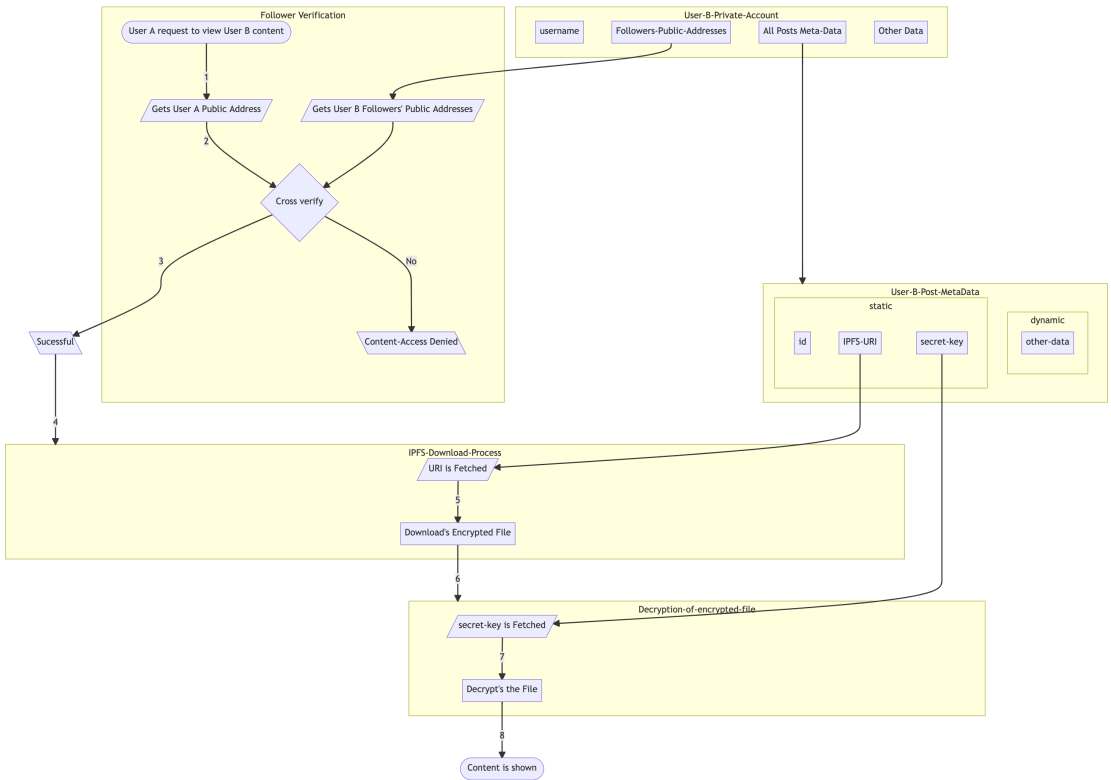 Follower Verification
User-B-Private-Account
User A request to view User B content
username
Followers-Public-Addresses
All Posts Meta-Data
Other Data
1
Gets User A Public Address
Gets User B Followers' Public Addresses
2
Cross verify
3
No
User-B-Post-MetaData
static
dynamic
Sucessful
Content-Access Denied
id
IPFS-URI
secret-key
other-data
4
IPFS-Download-Process
URI is Fetched
5
Download's Encrypted File
6
Decryption-of-encrypted-file
secret-key is Fetched
7
Decrypt's the File
8
Content is shown